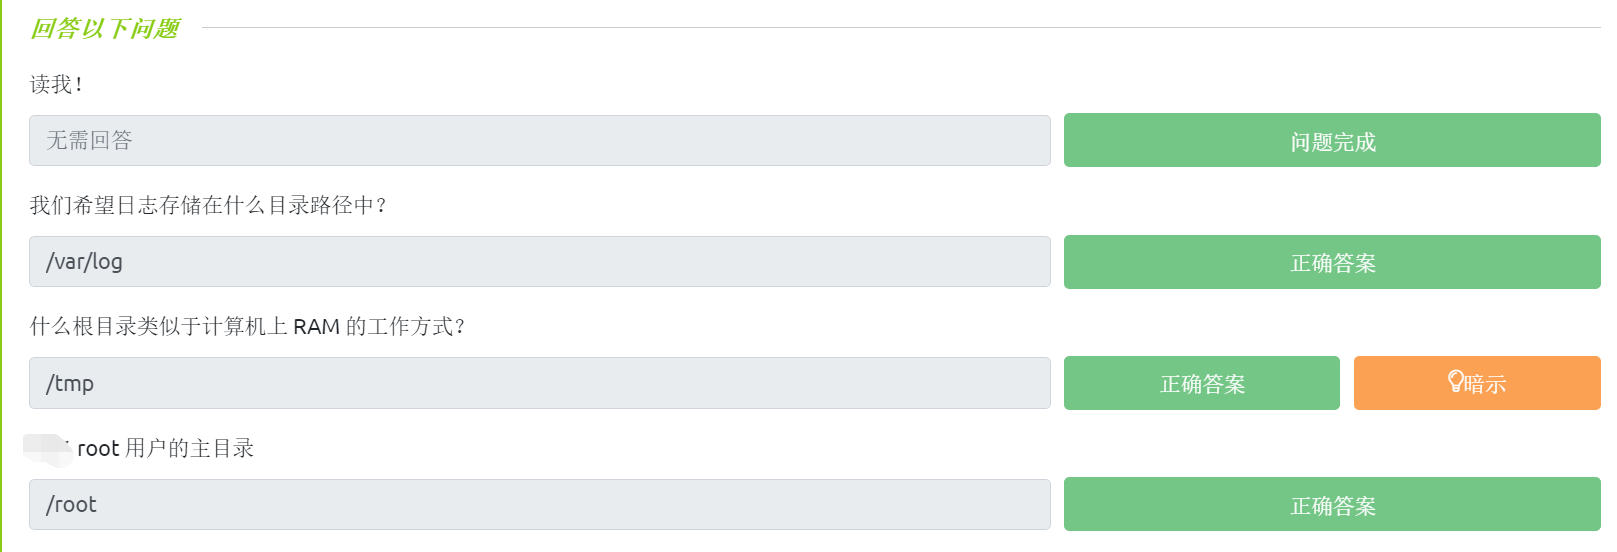 回答以下问题
读我！
无需回答
问题完成
我们希望日志存储在什么目录路径中？
/var/log
正确答案
什么根目录类似于计算机上 RAM 的工作方式？
/tmp
正确答案
暗示
root 用户的主目录
/root
正确答案